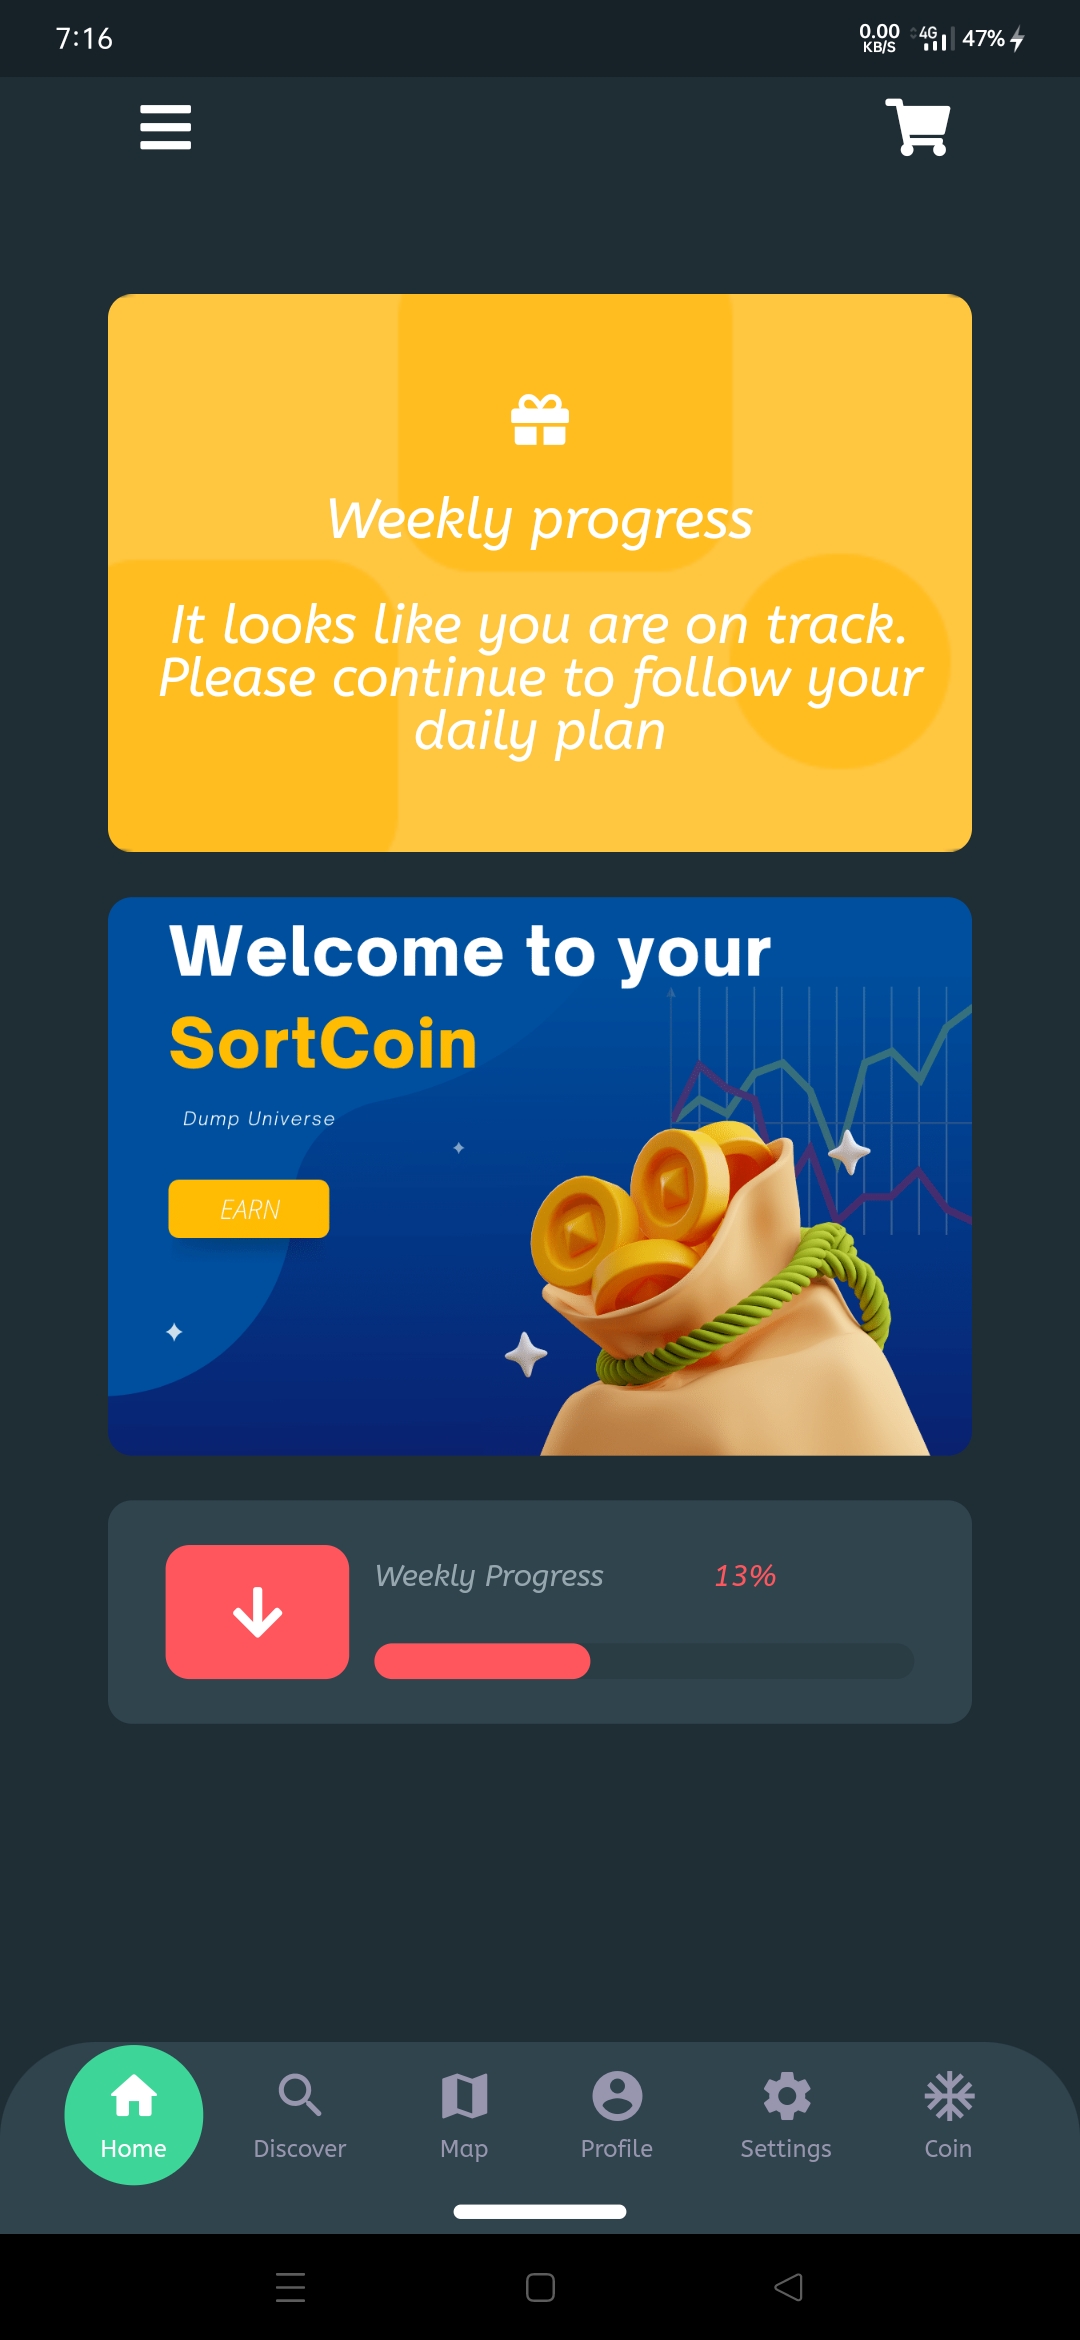 7:16
0.00
KB/S
4G
47%
Weekly progress
It looks like you are on track.
Please continue to follow your
daily plan
Welcome to your
SortCoin
Dump Universe
EARN
Weekly Progress 13%
Home Discover Map Profile Settings Coin